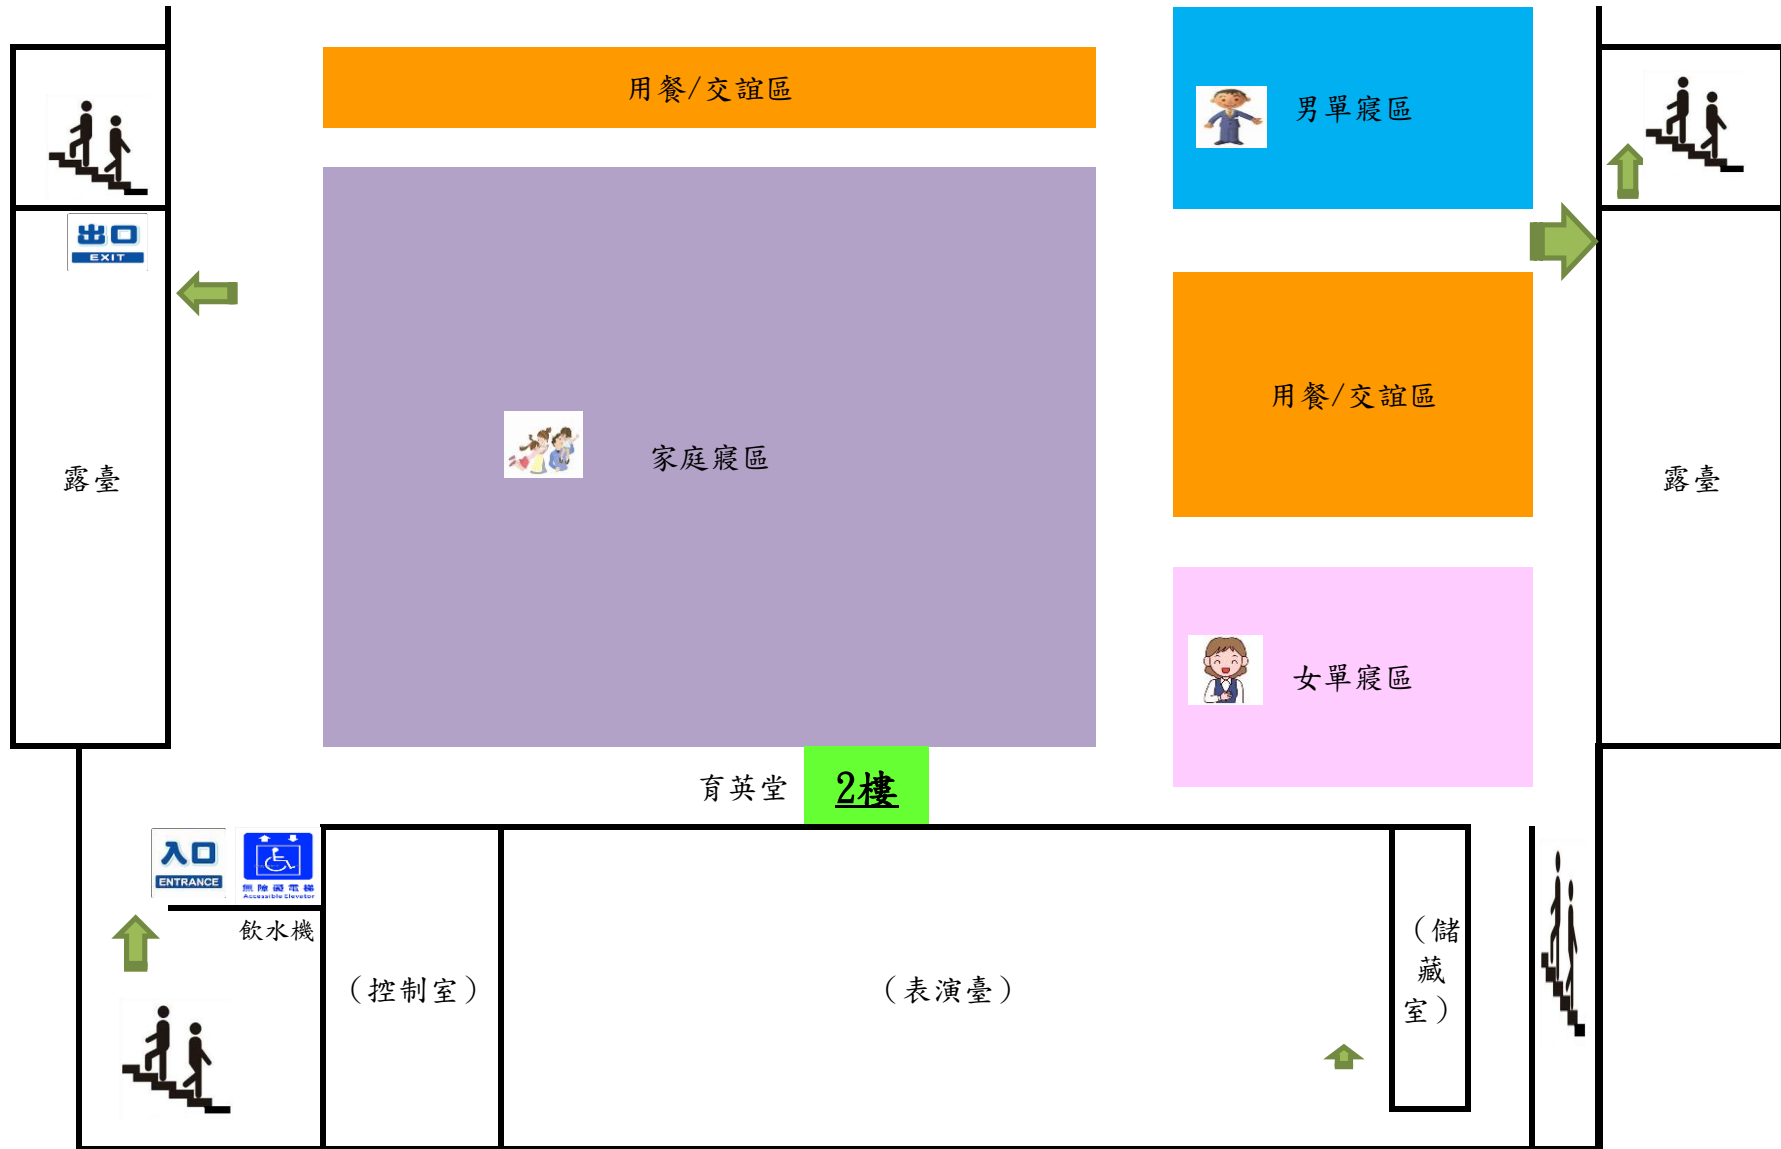 用餐/交誼區
男單寢區
出口
EXIT
用餐/交誼區
家庭寢區
露臺
露臺
女單寢區
育英堂
2樓
入口
ENTRANCE
無障礙電梯
Accessible Elevator
飲水機
（控制室）
（表演臺）
（儲
藏
室）